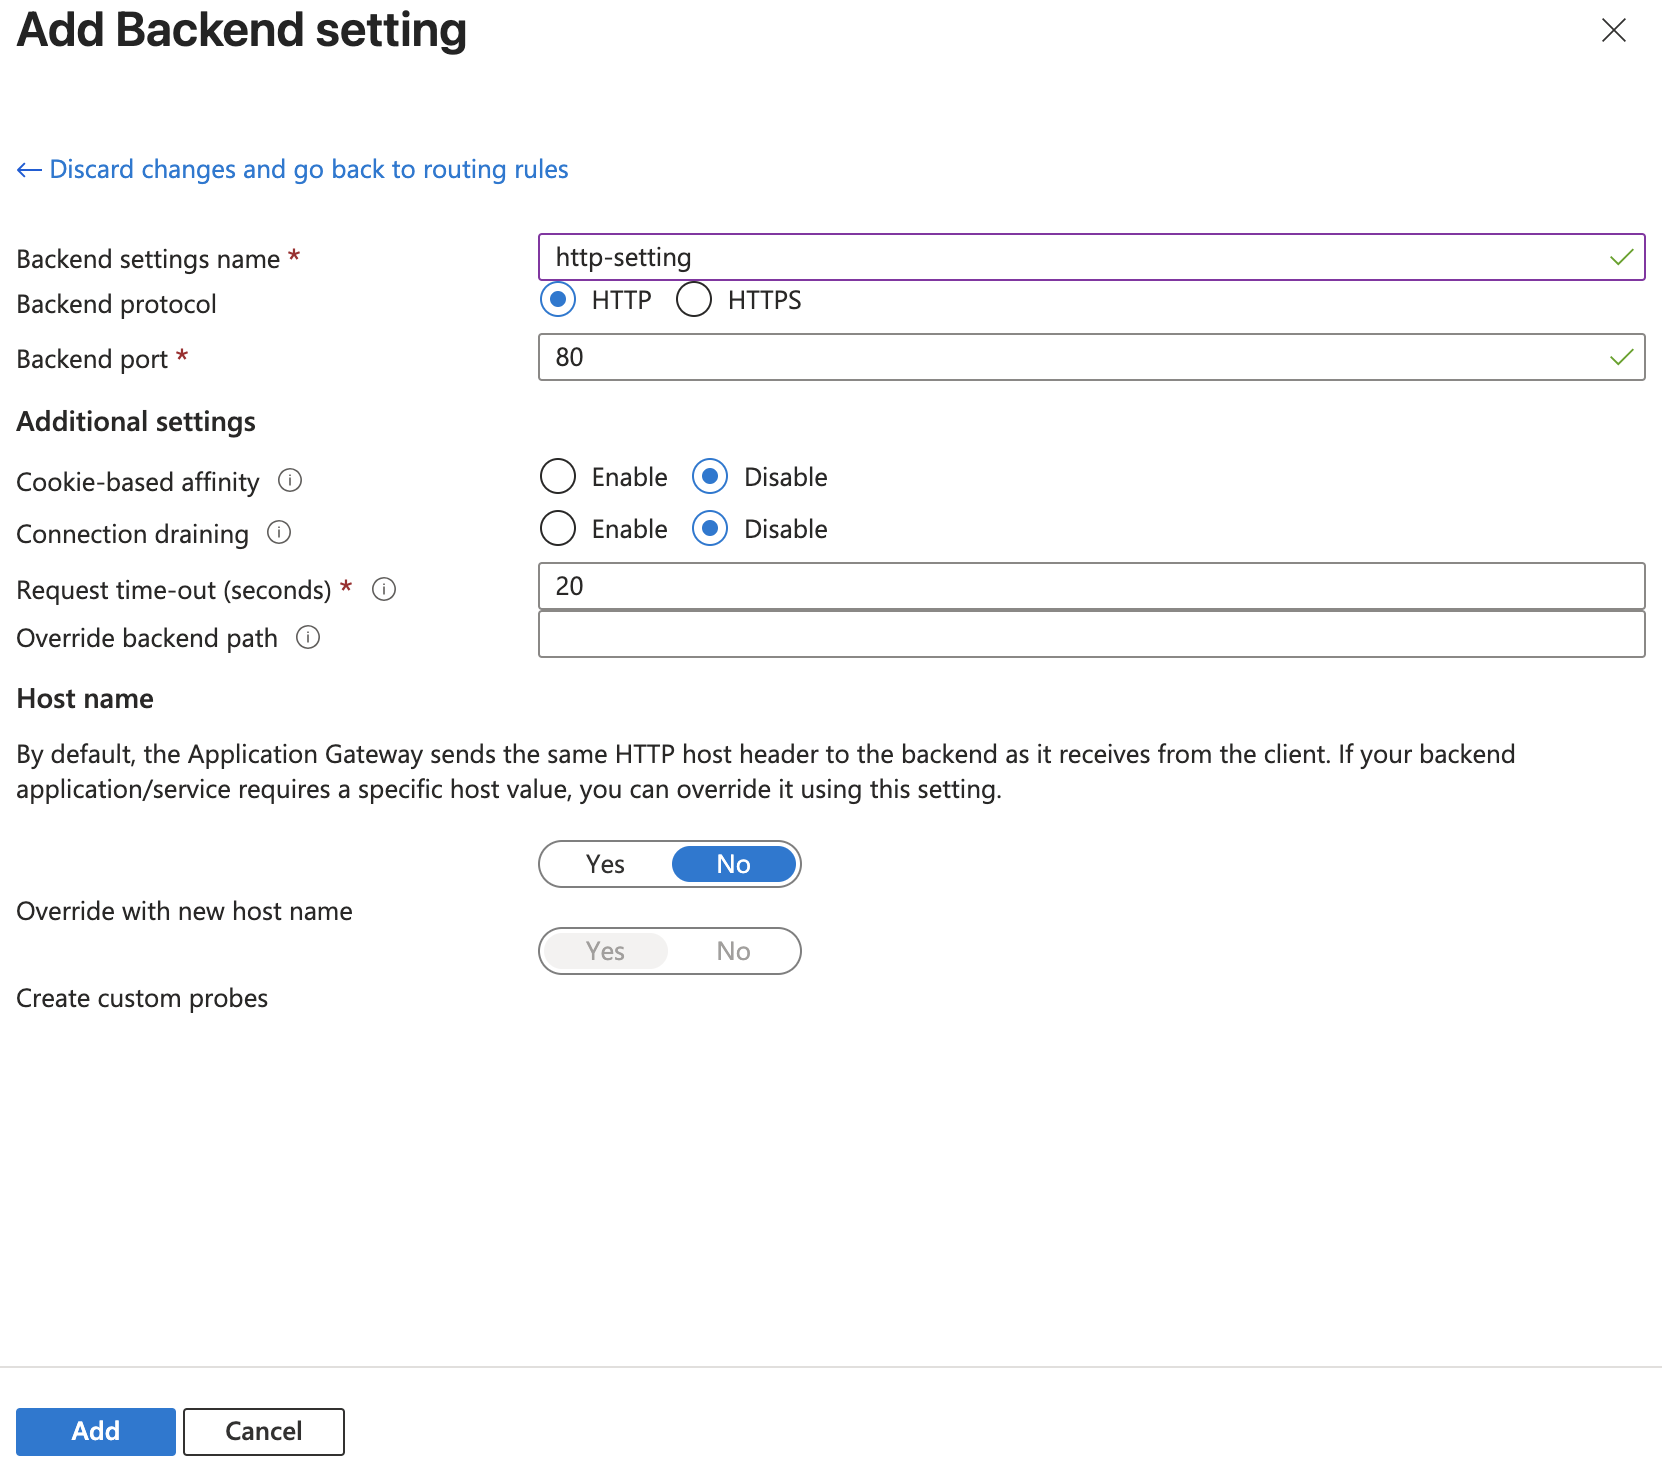 Add Backend setting
← Discard changes and go back to routing rules
Backend settings name * http-setting
Backend protocol HTTP HTTPS
Backend port * 80
Additional settings
Cookie-based affinity Enable Disable
Connection draining Enable Disable
Request time-out (seconds) * 20
Override backend path
Host name
By default, the Application Gateway sends the same HTTP host header to the backend as it receives from the client. If your backend
application/service requires a specific host value, you can override it using this setting.
Yes No
Override with new host name
Yes No
Create custom probes
Add Cancel